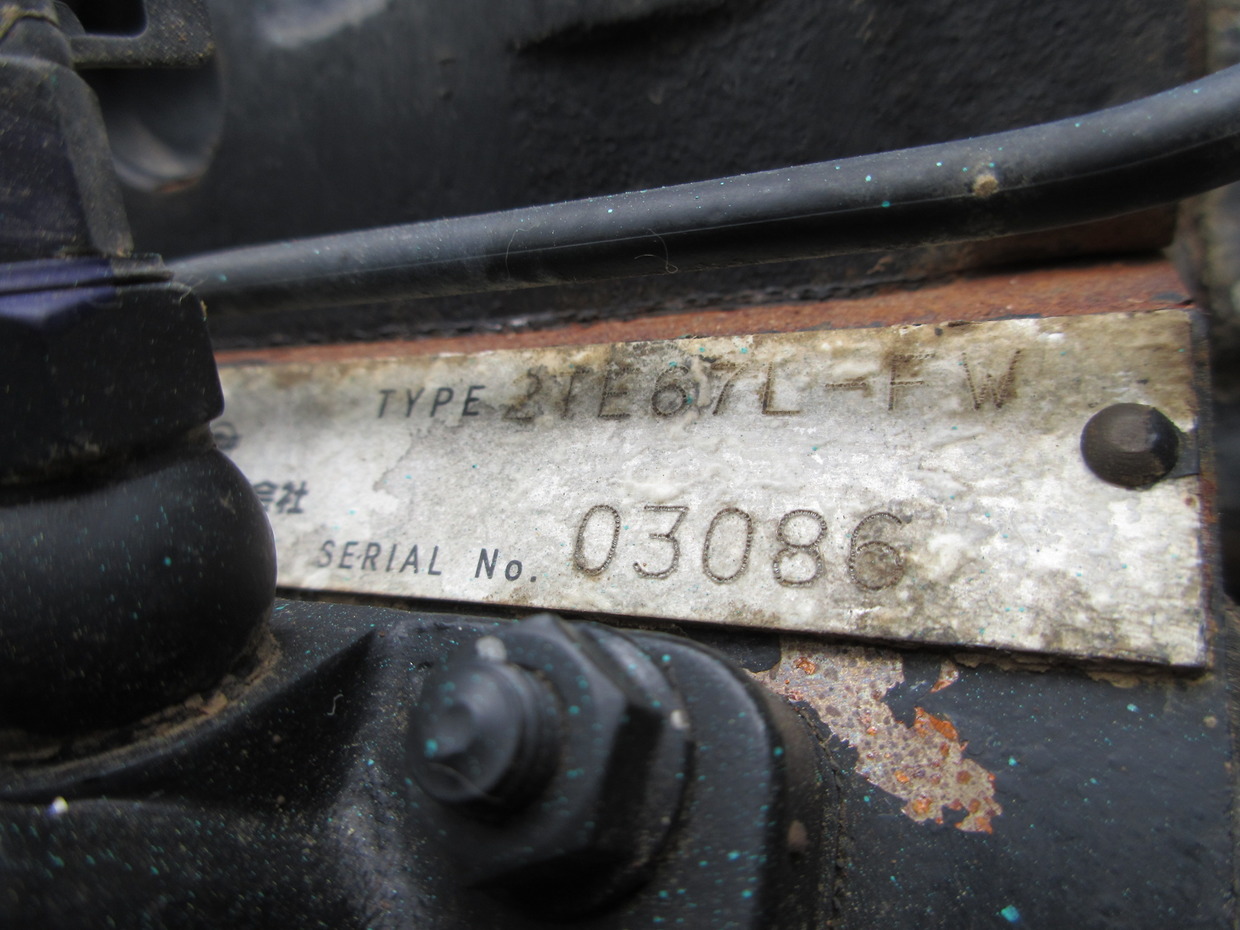 TYPE 2TE67L-FW
会社
SERIAL No. 03086